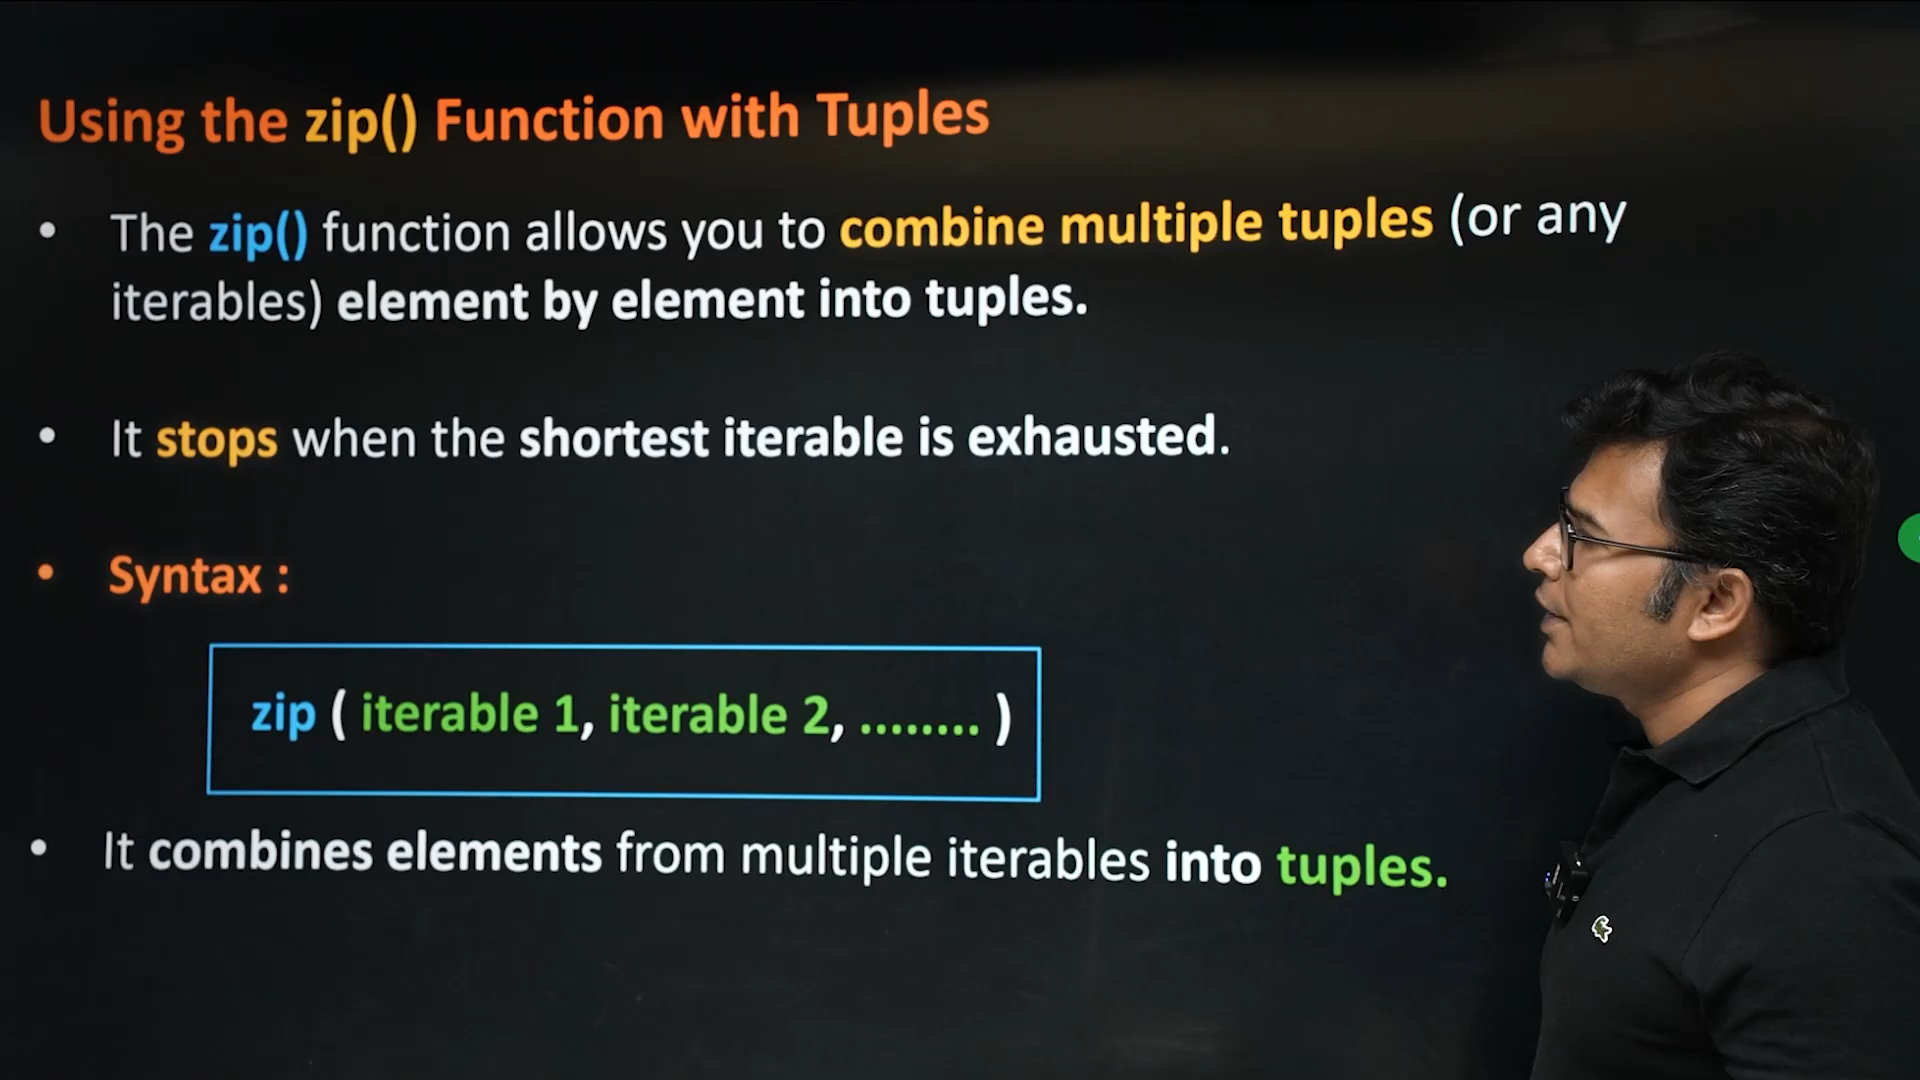 Using the zip() Function with Tuples
• The zip() function allows you to combine multiple tuples (or any
iterables) element by element into tuples.
• It stops when the shortest iterable is exhausted.
• Syntax :
zip ( iterable 1, iterable 2, ........ )
• It combines elements from multiple iterables into tuples.